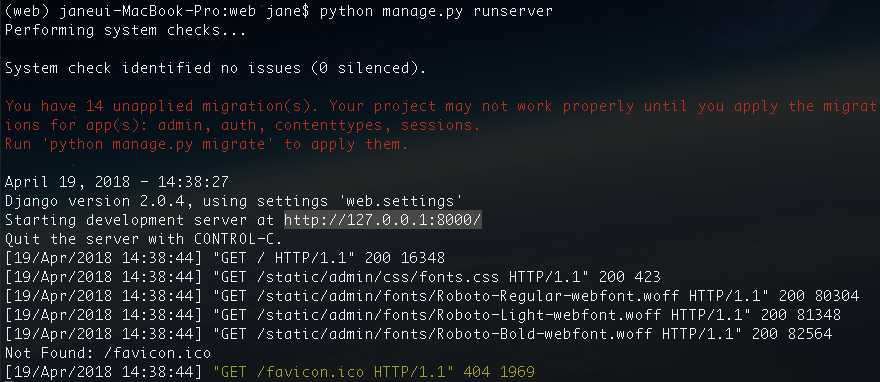 (web) janeui-MacBook-Pro:web jane$ python manage.py runserver
Performing system checks...
System check identified no issues (0 silenced).
You have 14 unapplied migration(s). Your project may not work properly until you apply the migrat
ions for app(s): admin, auth, contenttypes, sessions.
Run 'python manage.py migrate' to apply them.
April 19, 2018 - 14:38:27
Django version 2.0.4, using settings 'web.settings'
Starting development server at http://127.0.0.1:8000/
Quit the server with CONTROL-C.
[19/Apr/2018 14:38:44] "GET / HTTP/1.1" 200 16348
[19/Apr/2018 14:38:44] "GET /static/admin/css/fonts.css HTTP/1.1" 200 423
[19/Apr/2018 14:38:44] "GET /static/admin/fonts/Roboto-Regular-webfont.woff HTTP/1.1" 200 80304
[19/Apr/2018 14:38:44] "GET /static/admin/fonts/Roboto-Light-webfont.woff HTTP/1.1" 200 81348
[19/Apr/2018 14:38:44] "GET /static/admin/fonts/Roboto-Bold-webfont.woff HTTP/1.1" 200 82564
Not Found: /favicon.ico
[19/Apr/2018 14:38:44] "GET /favicon.ico HTTP/1.1" 404 1969